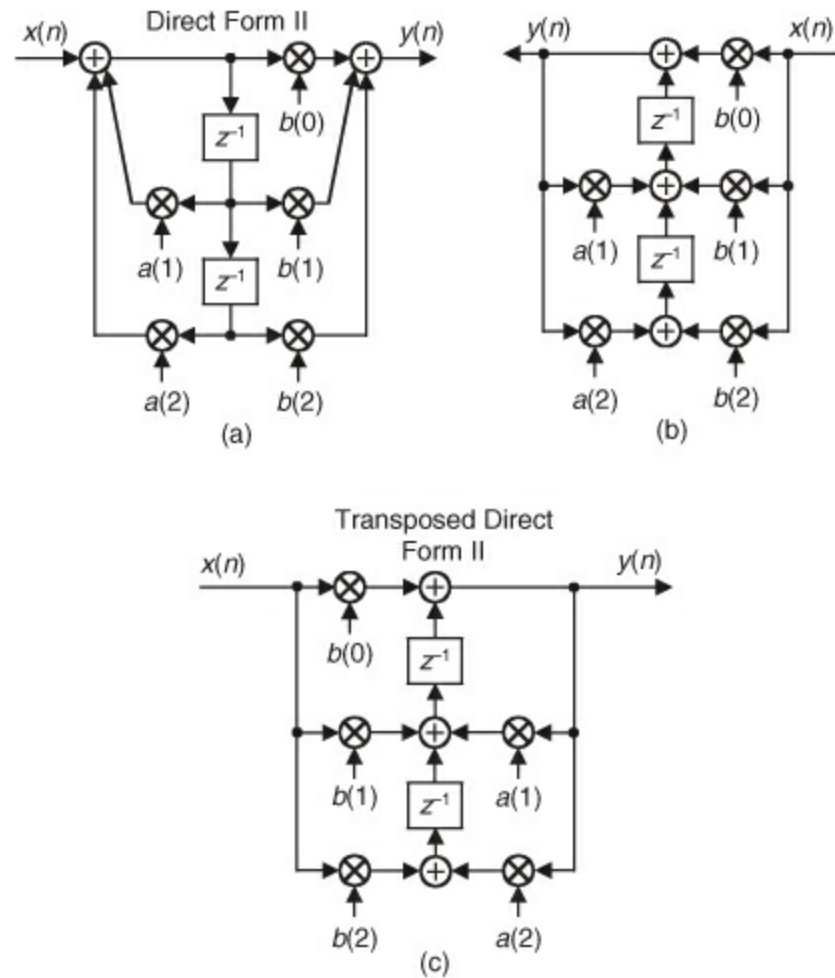 Direct Form II
x(n)
y(n)
b(0)
z⁻¹
a(1)
b(1)
z⁻¹
a(2)
b(2)
(a)
y(n)
x(n)
z⁻¹
b(0)
a(1)
b(1)
z⁻¹
a(2)
b(2)
(b)
Transposed Direct
Form II
x(n)
y(n)
b(0)
z⁻¹
b(1)
a(1)
z⁻¹
b(2)
a(2)
(c)